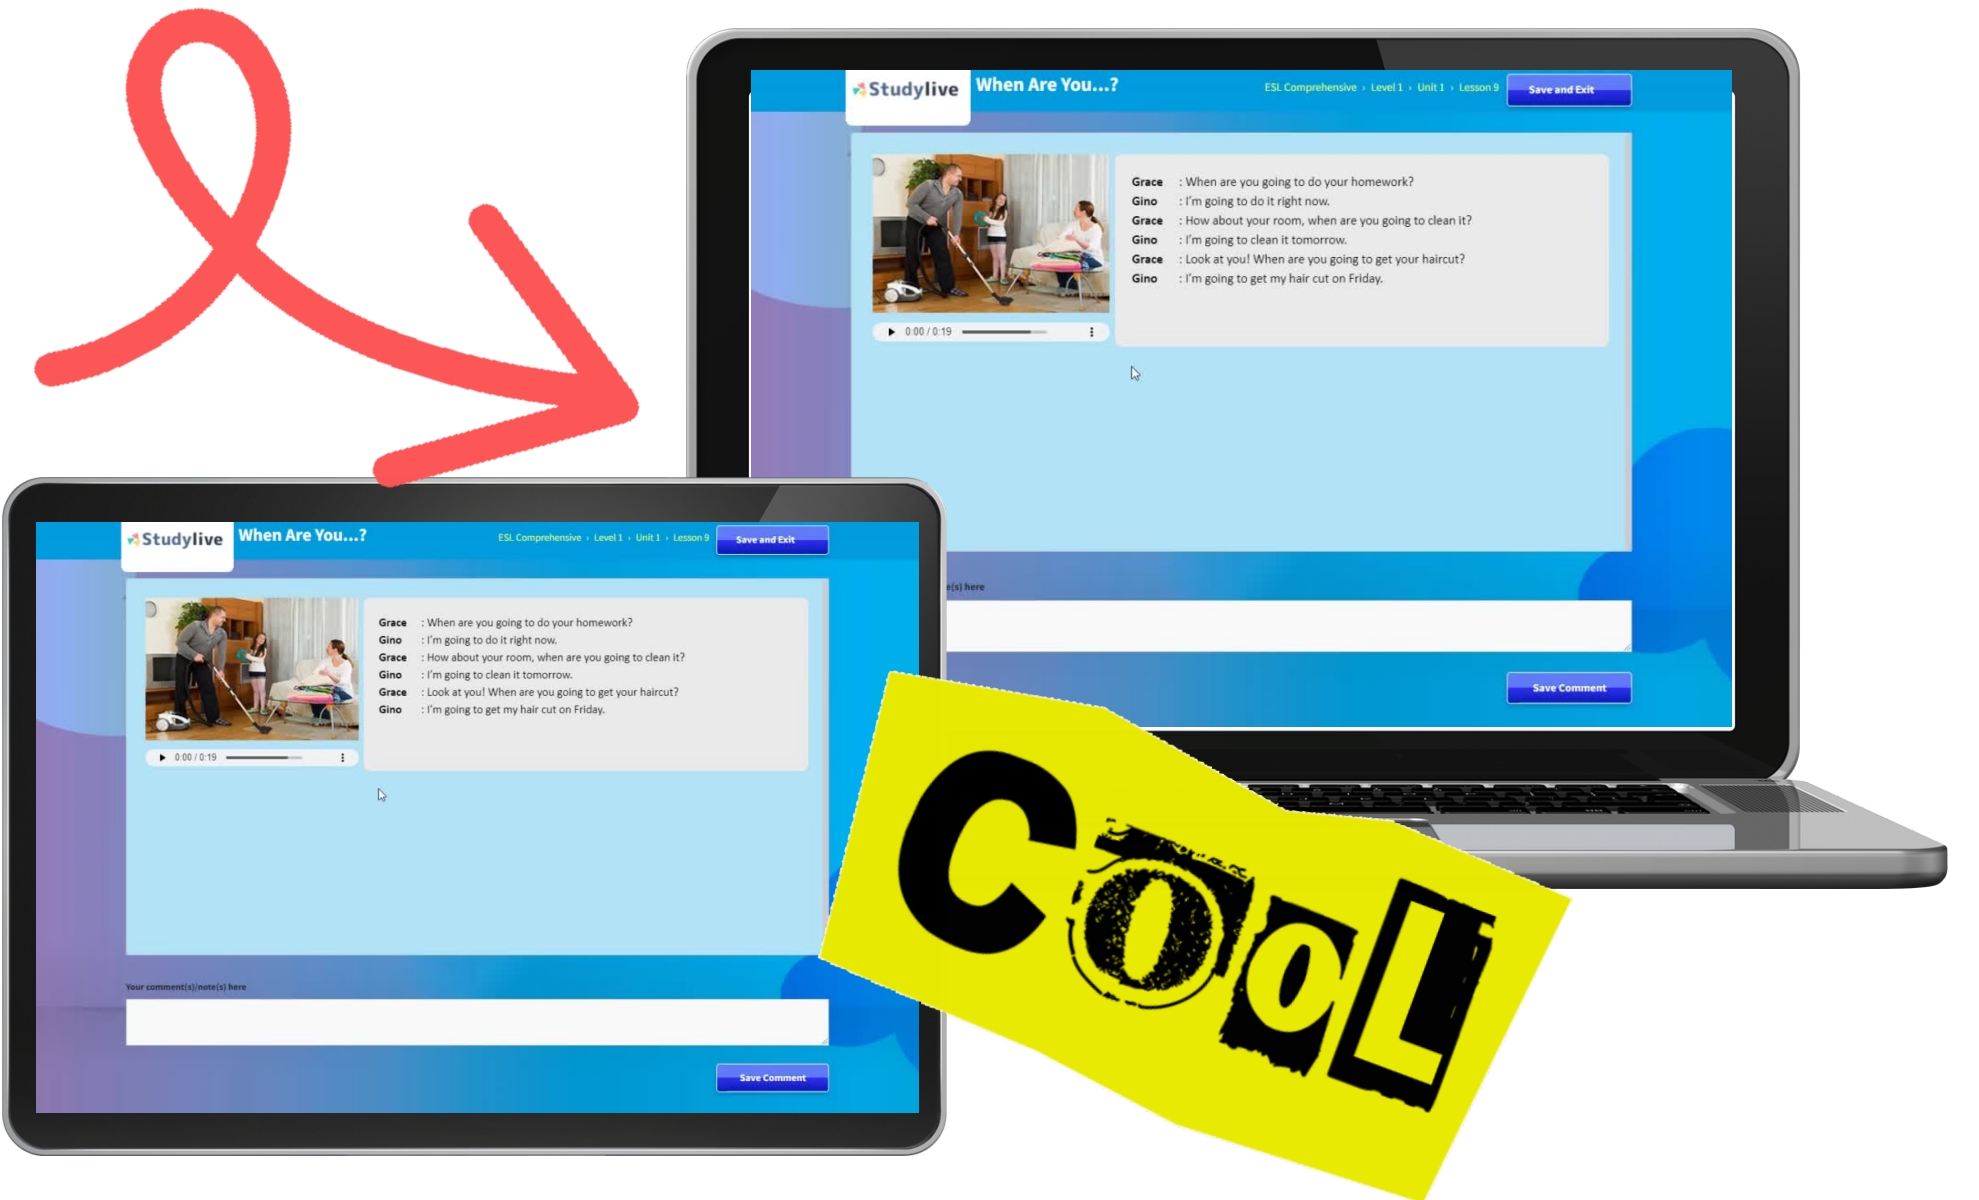 Studylive
When Are You...?
ESL Comprehensive › Level 1 › Unit 1 › Lesson 9
Save and Exit
Grace : When are you going to do your homework?
Gino : I'm going to do it right now.
Grace : How about your room, when are you going to clean it?
Gino : I'm going to clean it tomorrow.
Grace : Look at you! When are you going to get your haircut?
Gino : I'm going to get my hair cut on Friday.
0:00 / 0:19
e(s) here
Save Comment
Studylive
When Are You...?
ESL Comprehensive › Level 1 › Unit 1 › Lesson 9
Save and Exit
Grace : When are you going to do your homework?
Gino : I'm going to do it right now.
Grace : How about your room, when are you going to clean it?
Gino : I'm going to clean it tomorrow.
Grace : Look at you! When are you going to get your haircut?
Gino : I'm going to get my hair cut on Friday.
0:00 / 0:19
Your comment(s)/note(s) here
Save Comment
CooL